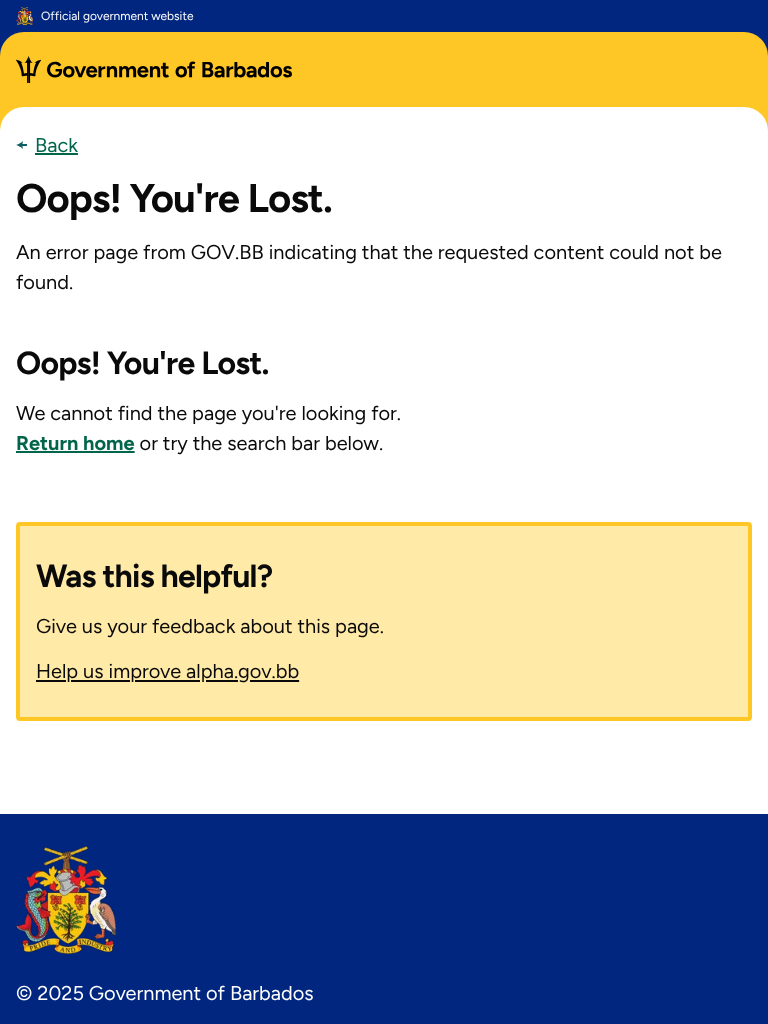 Official government website
Government of Barbados
Back
Oops! You're Lost.
An error page from GOV.BB indicating that the requested content could not be
found.
Oops! You're Lost.
We cannot find the page you're looking for.
Return home or try the search bar below.
Was this helpful?
Give us your feedback about this page.
Help us improve alpha.gov.bb
PRIDE AND INDUSTRY
© 2025 Government of Barbados